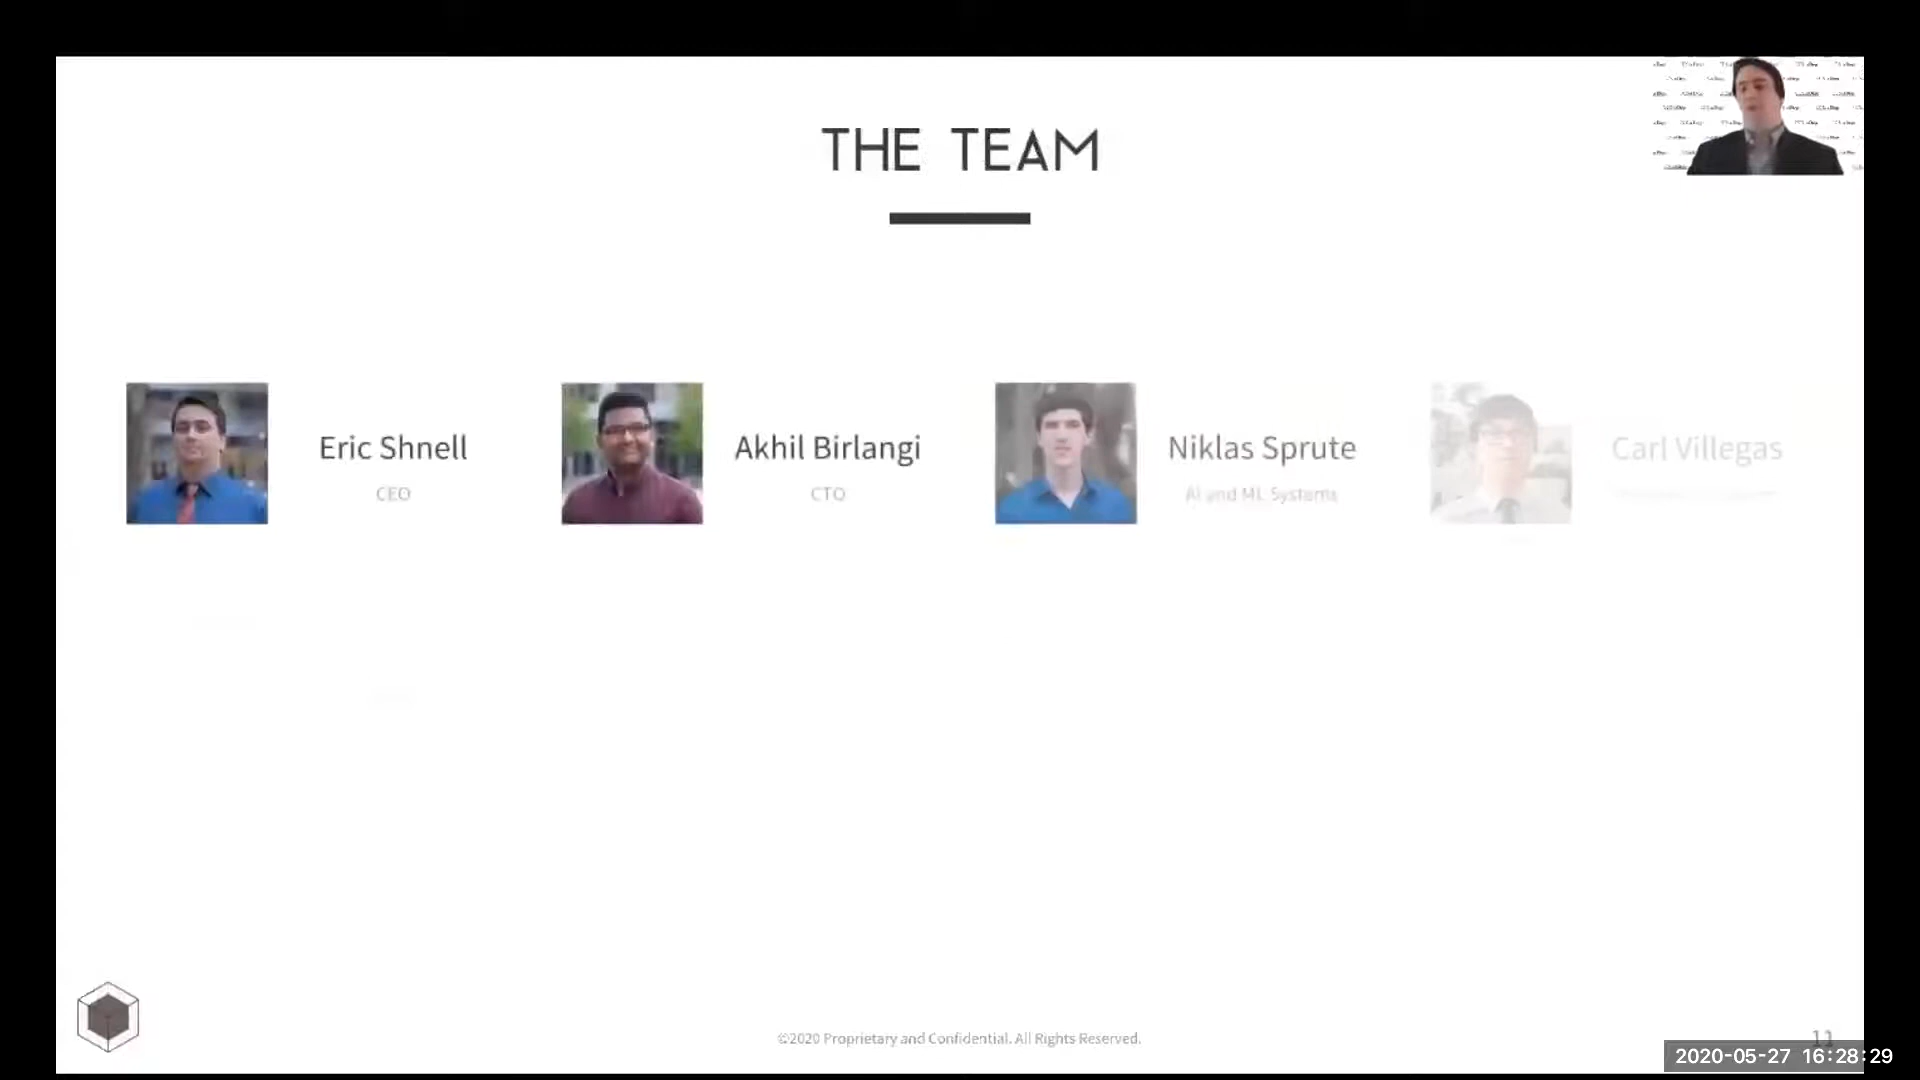 THE TEAM
Eric Shnell
CEO
Akhil Birlangi
CTO
Niklas Sprute
AI and ML Systems
Carl Villegas
©2020 Proprietary and Confidential. All Rights Reserved.
11
2020-05-27 16:28:29